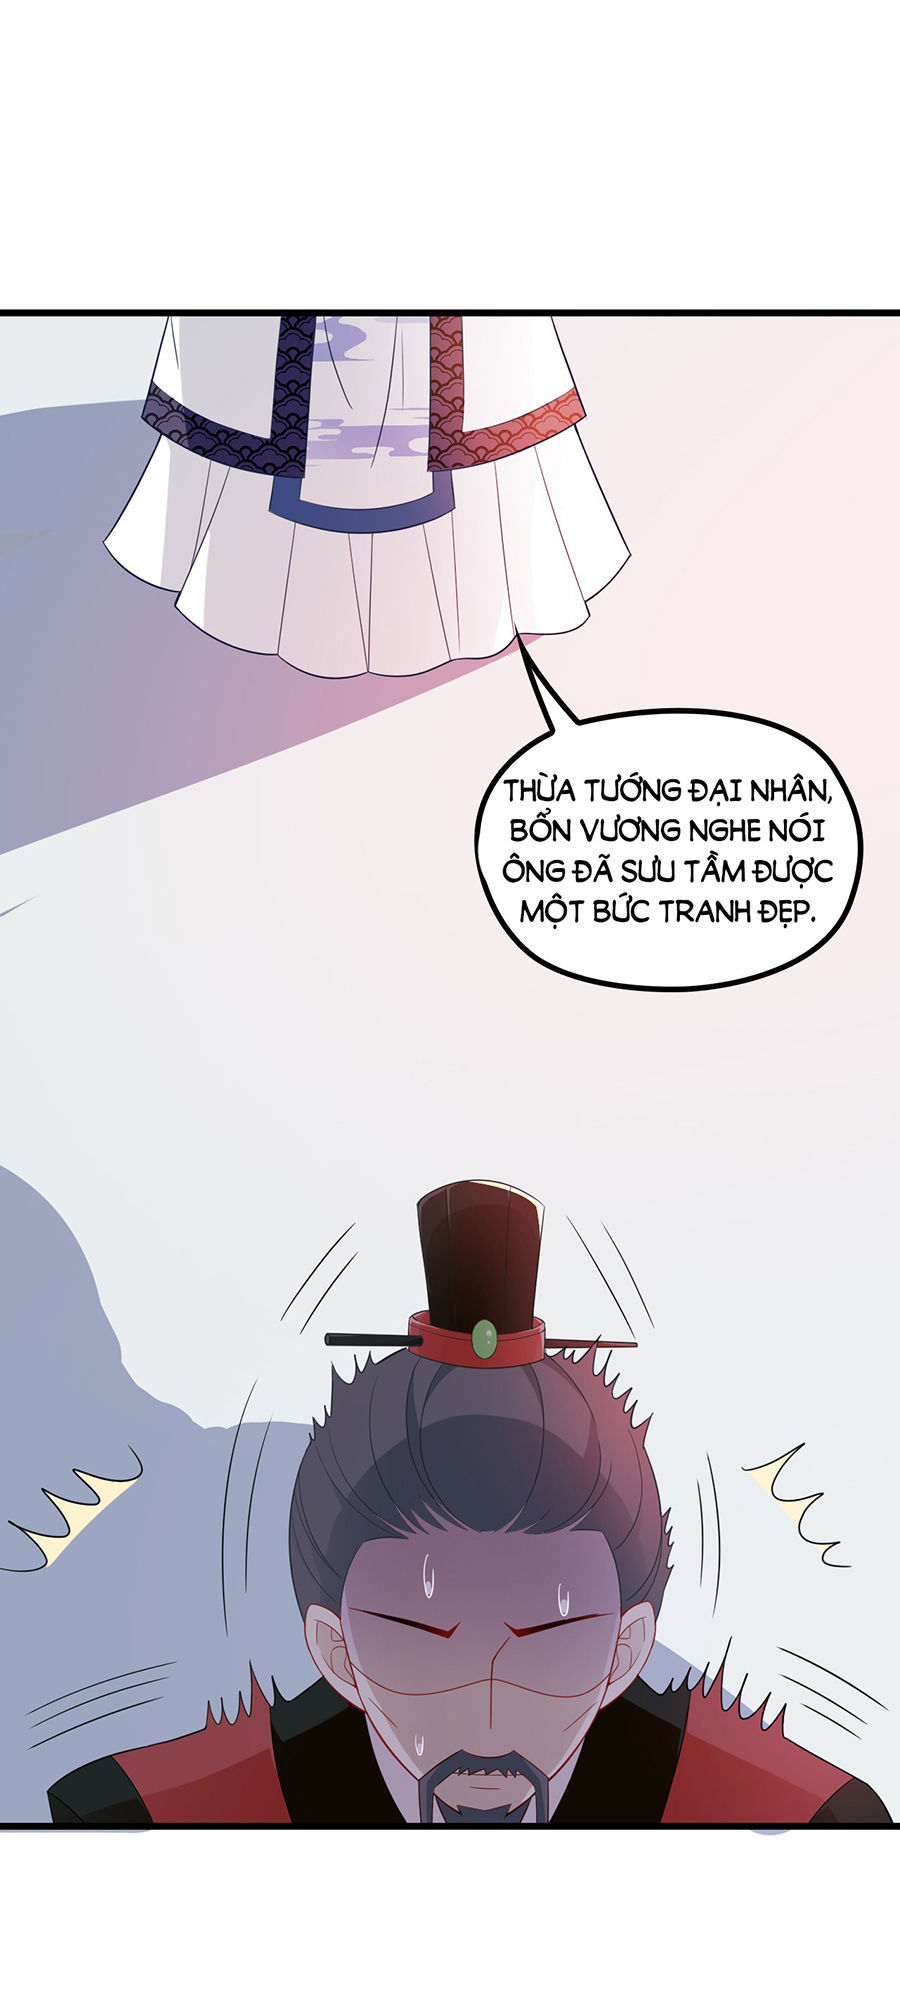 THỪA TƯỚNG ĐẠI NHÂN,
BỔN VƯƠNG NGHE NÓI
ÔNG ĐÃ SƯU TẦM ĐƯỢC
MỘT BỨC TRANH ĐẸP.